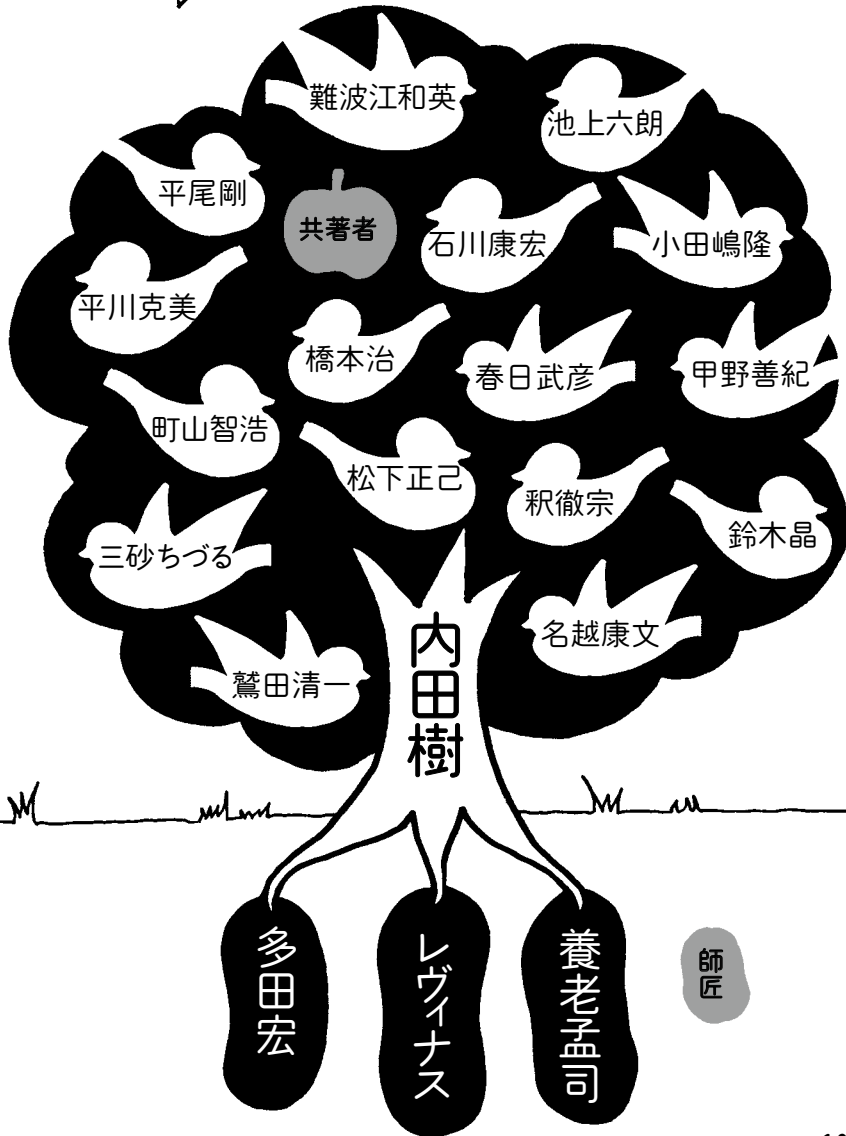 難波江和英
池上六朗
平尾剛
共著者
石川康宏
小田嶋隆
平川克美
橋本治
春日武彦
甲野善紀
町山智浩
松下正己
釈徹宗
鈴木晶
三砂ちづる
名越康文
鷲田清一
内田樹
多田宏
レヴィナス
養老孟司
師匠